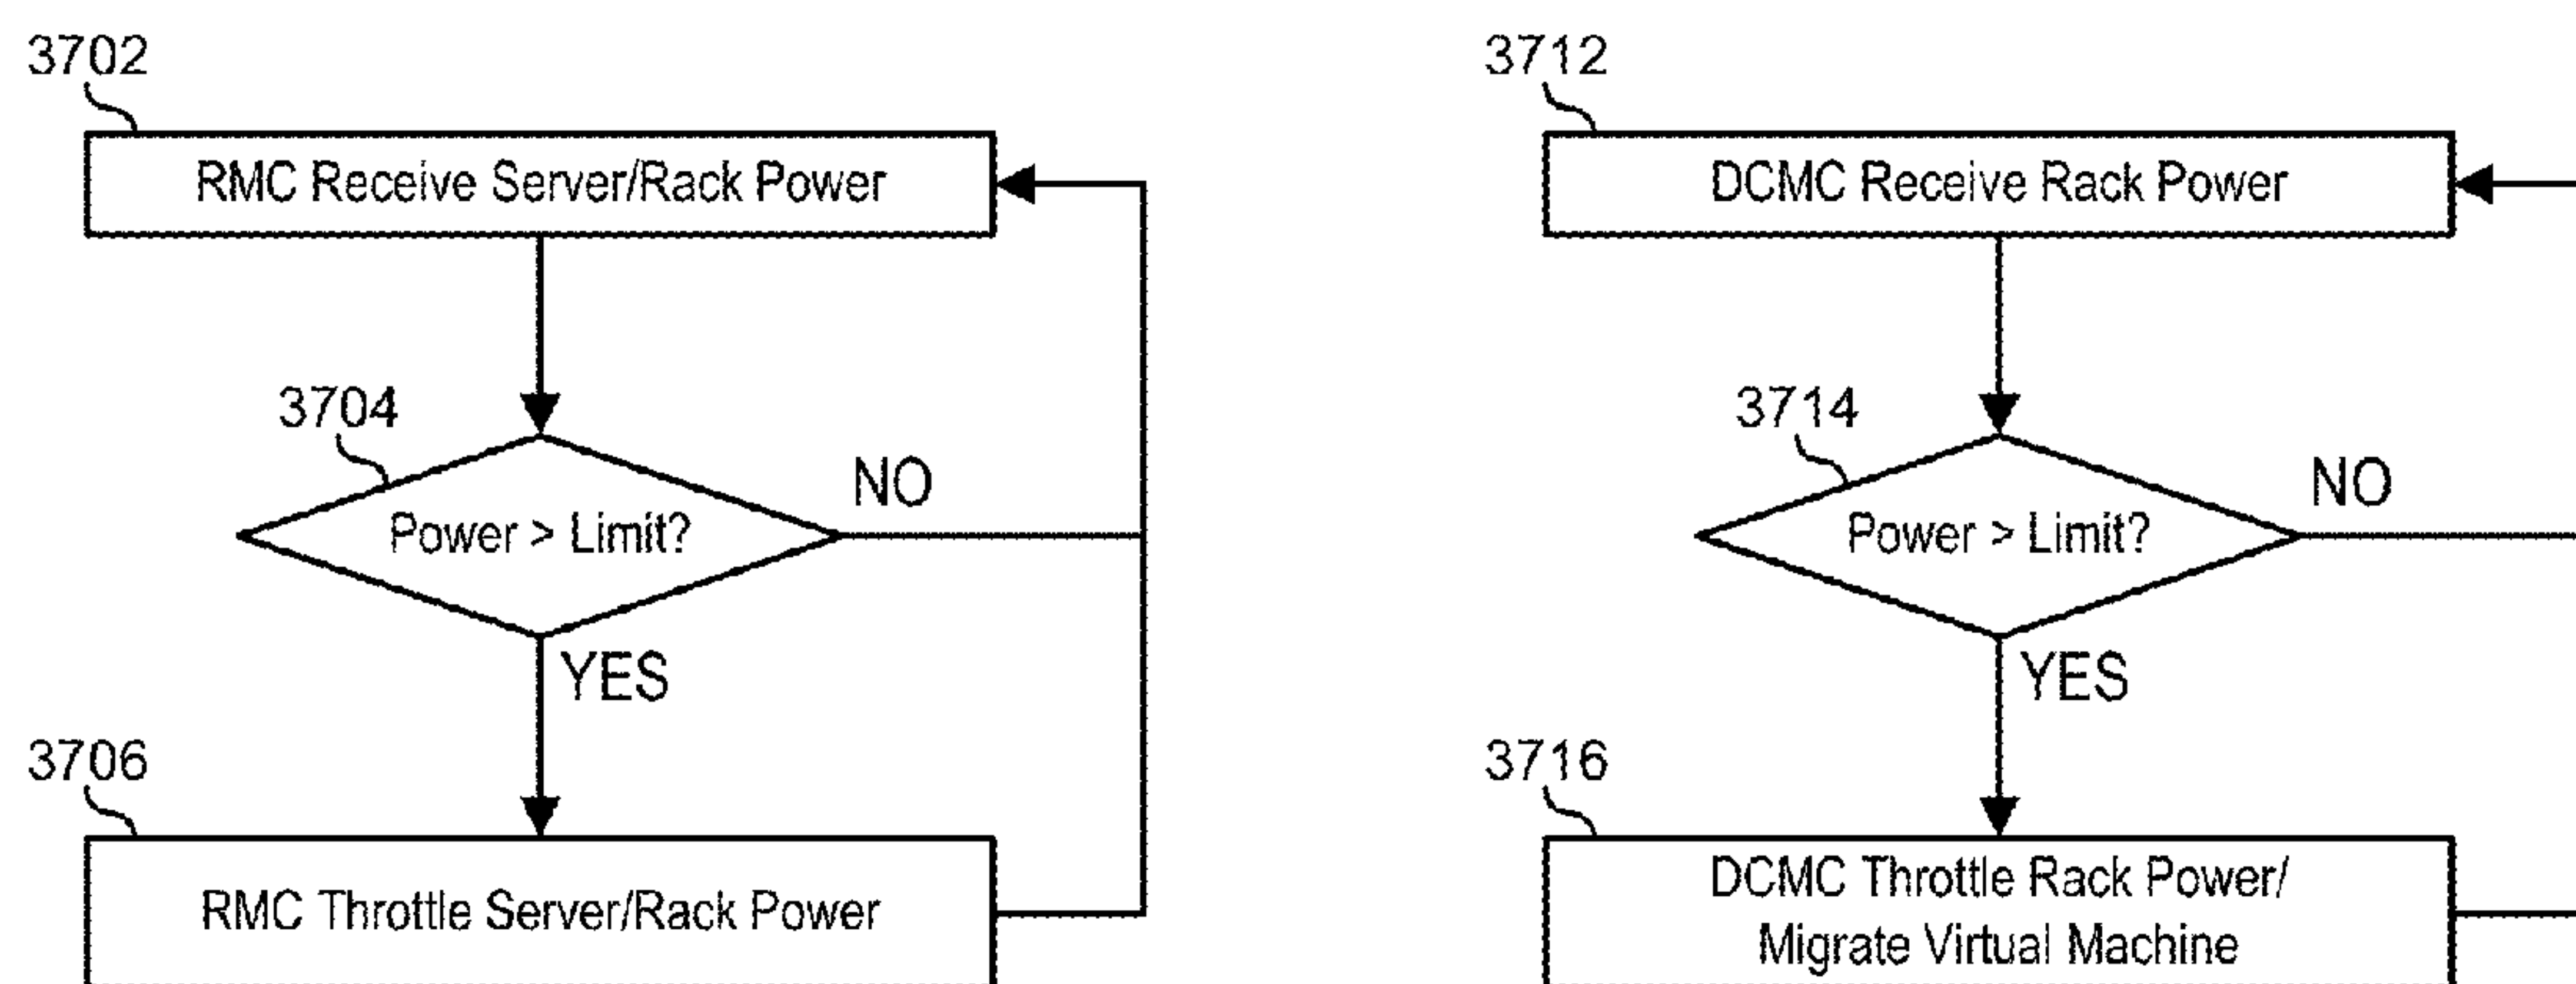 3702
RMC Receive Server/Rack Power
3704
Power > Limit?
NO
YES
3706
RMC Throttle Server/Rack Power
3712
DCMC Receive Rack Power
3714
Power > Limit?
NO
YES
3716
DCMC Throttle Rack Power/
Migrate Virtual Machine